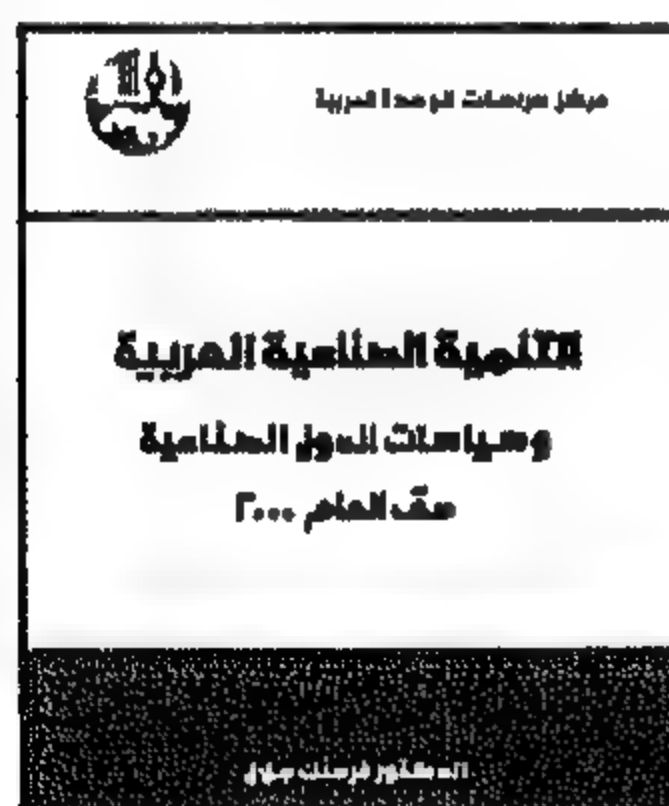 مركز دراسات الوحدة العربية
التنمية الصناعية العربية
وسياسات الدول الصناعية
حتى العام ٢٠٠٠
الدكتور